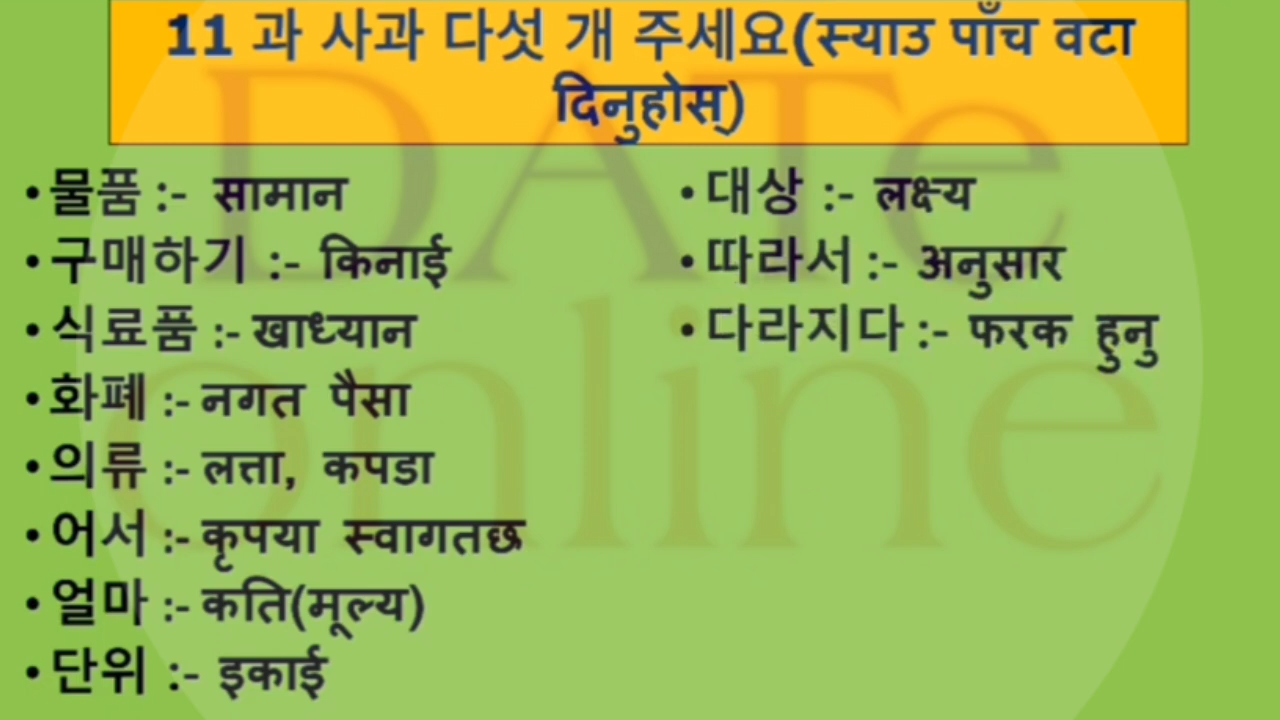 11 과 사과 다섯 개 주세요(स्याउ पाँच वटा
दिनुहोस्)
• 물품 :- सामान
• 구매하기 :- किनाई
• 식료품 :- खाध्यान
• 화폐 :- नगत पैसा
• 의류 :- लत्ता, कपडा
• 어서 :- कृपया स्वागतछ
• 얼마 :- कति(मूल्य)
• 단위 :- इकाई
• 대상 :- लक्ष्य
• 따라서 :- अनुसार
• 다라지다 :- फरक हुनु
DATe
online